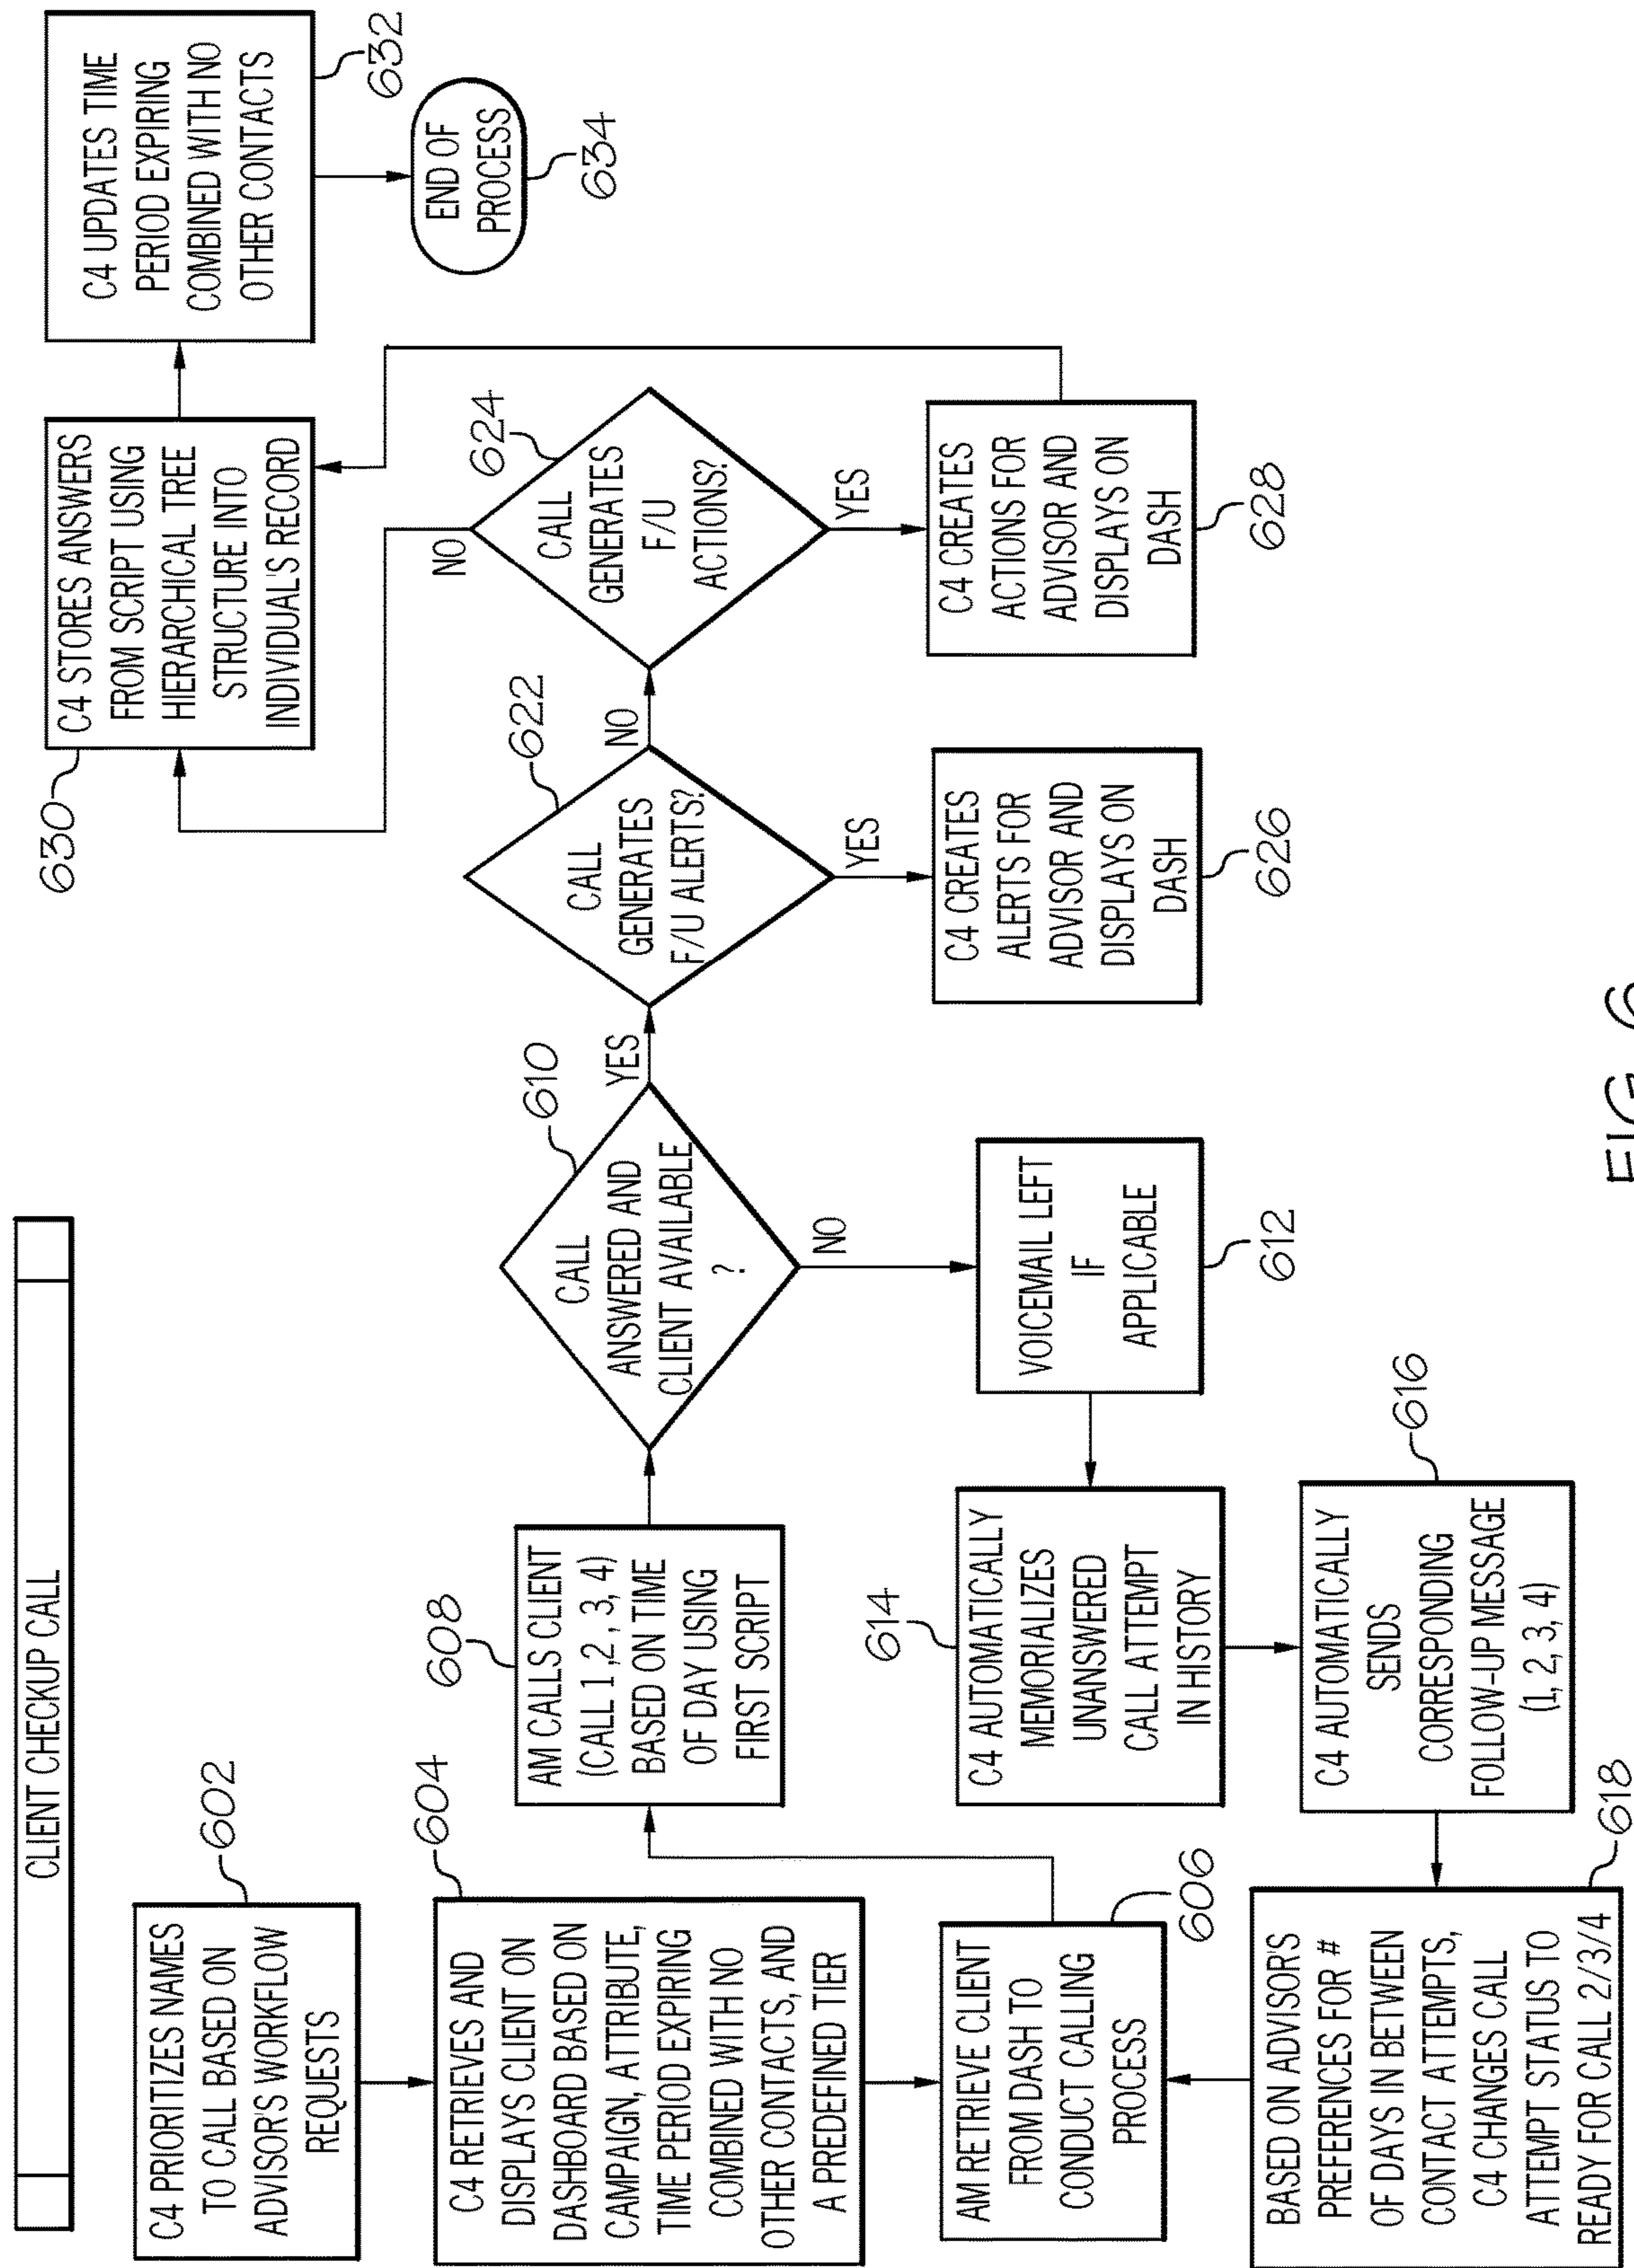 CLIENT CHECKUP CALL
C4 PRIORITIZES NAMES
TO CALL BASED ON
ADVISOR'S WORKFLOW
REQUESTS
602
C4 RETRIEVES AND
DISPLAYS CLIENT ON
DASHBOARD BASED ON
CAMPAIGN, ATTRIBUTE,
TIME PERIOD EXPIRING
COMBINED WITH NO
OTHER CONTACTS, AND
A PREDEFINED TIER
604
AM RETRIEVE CLIENT
FROM DASH TO
CONDUCT CALLING
PROCESS
606
AM CALLS CLIENT
(CALL 1,2 ,3, 4)
BASED ON TIME
OF DAY USING
FIRST SCRIPT
608
CALL
ANSWERED AND
CLIENT AVAILABLE
?
610
YES
NO
VOICEMAIL LEFT
IF
APPLICABLE
612
C4 AUTOMATICALLY
MEMORIALIZES
UNANSWERED
CALL ATTEMPT
IN HISTORY
614
C4 AUTOMATICALLY
SENDS
CORRESPONDING
FOLLOW-UP MESSAGE
(1, 2, 3, 4)
616
BASED ON ADVISOR'S
PREFERENCES FOR #
OF DAYS IN BETWEEN
CONTACT ATTEMPTS,
C4 CHANGES CALL
ATTEMPT STATUS TO
READY FOR CALL 2/3/4
618
CALL
GENERATES
F/U ALERTS?
622
NO
YES
C4 CREATES
ALERTS FOR
ADVISOR AND
DISPLAYS ON
DASH
626
CALL
GENERATES
F/U
ACTIONS?
624
NO
YES
C4 CREATES
ACTIONS FOR
ADVISOR AND
DISPLAYS ON
DASH
628
C4 STORES ANSWERS
FROM SCRIPT USING
HIERARCHICAL TREE
STRUCTURE INTO
INDIVIDUAL'S RECORD
630
C4 UPDATES TIME
PERIOD EXPIRING
COMBINED WITH NO
OTHER CONTACTS
632
END OF
PROCESS
634
FIG. 6